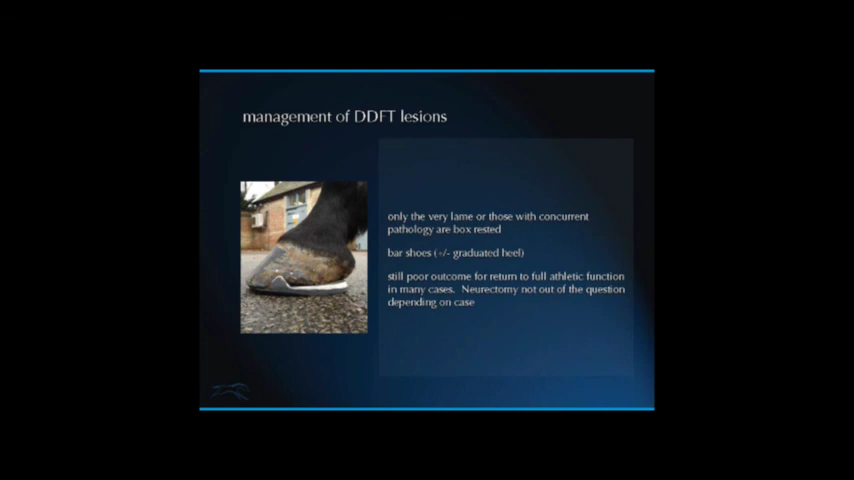 management of DDFT lesions
only the very lame or those with concurrent
pathology are box rested
bar shoes (+/- graduated heel)
still poor outcome for return to full athletic function
in many cases.  Neurectomy not out of the question
depending on case